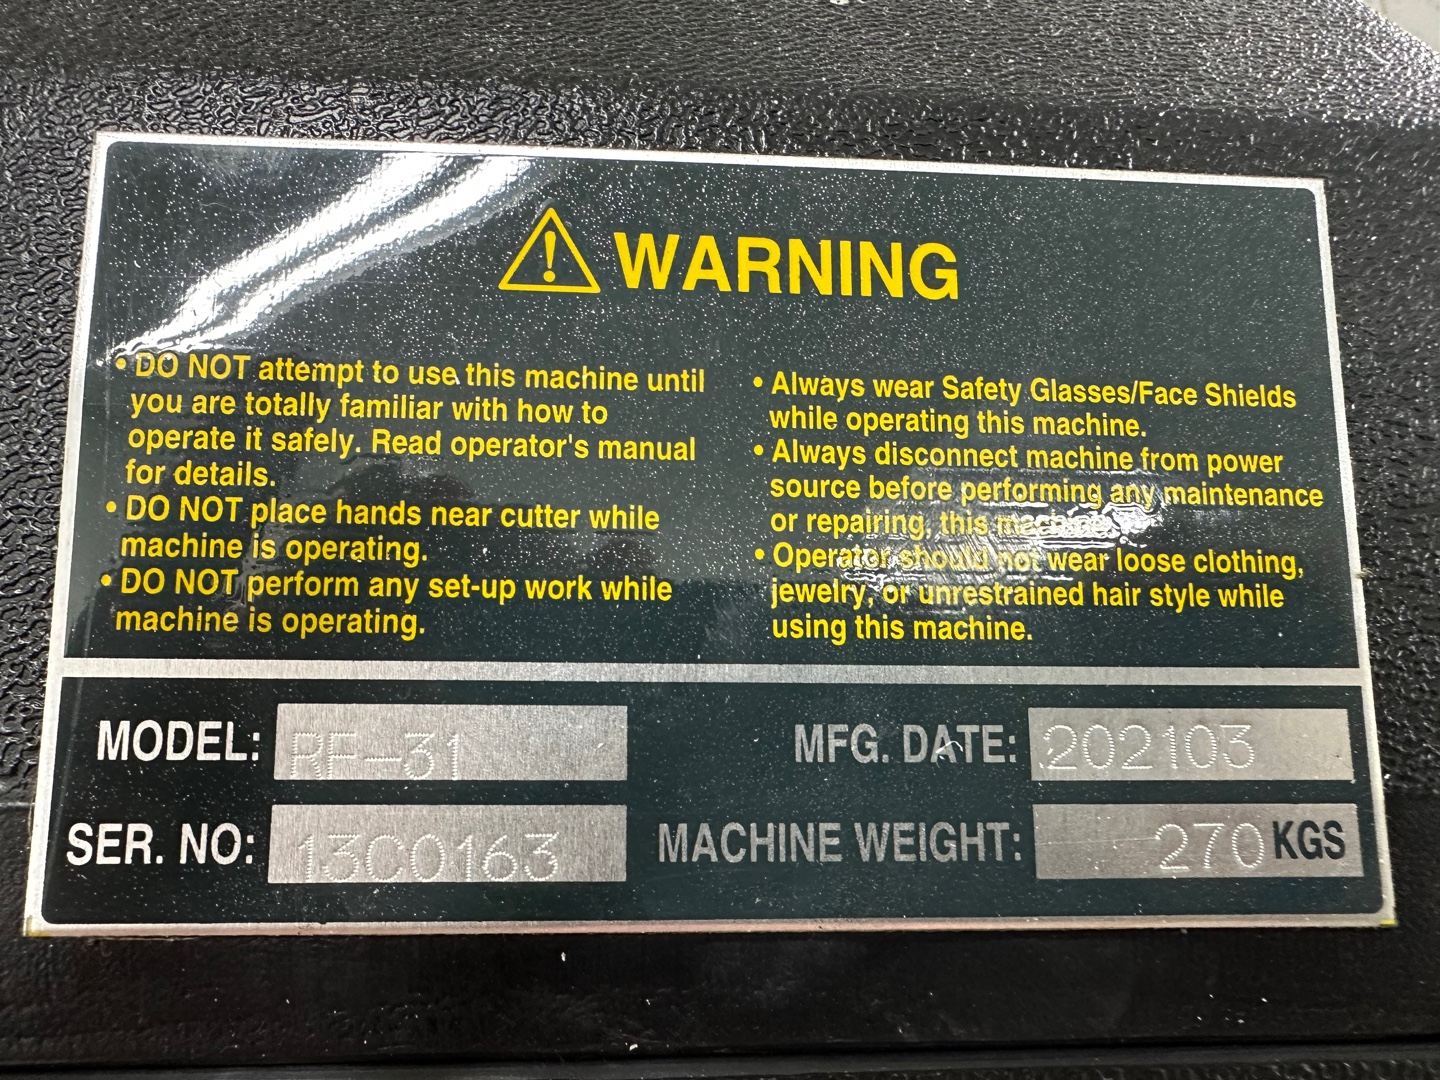 WARNING
• DO NOT attempt to use this machine until
you are totally familiar with how to
operate it safely. Read operator's manual
for details.
• DO NOT place hands near cutter while
machine is operating.
• DO NOT perform any set-up work while
machine is operating.
• Always wear Safety Glasses/Face Shields
while operating this machine.
• Always disconnect machine from power
source before performing any maintenance
or repairing, this machine.
• Operator should not wear loose clothing,
jewelry, or unrestrained hair style while
using this machine.
MODEL: RF-31
MFG. DATE: 202103
SER. NO: 13C0163
MACHINE WEIGHT: 270 KGS